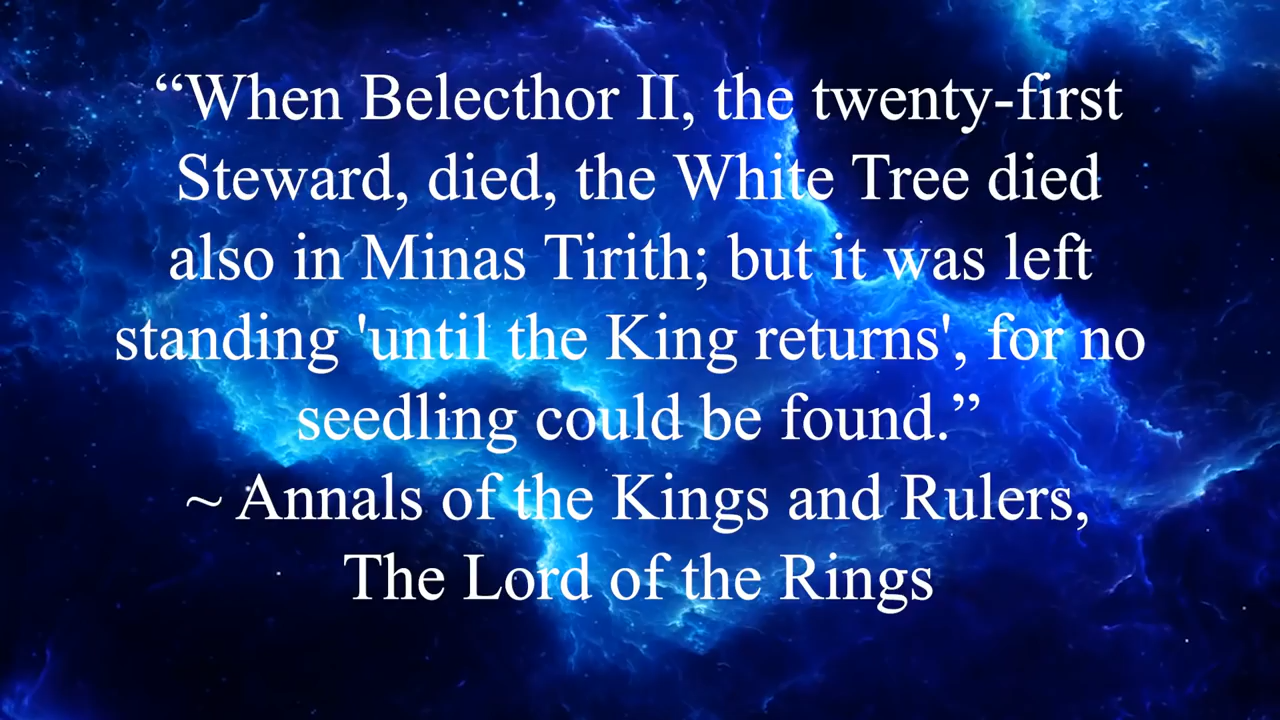 “When Belecthor II, the twenty-first
Steward, died, the White Tree died
also in Minas Tirith; but it was left
standing 'until the King returns', for no
seedling could be found.”
~ Annals of the Kings and Rulers,
The Lord of the Rings